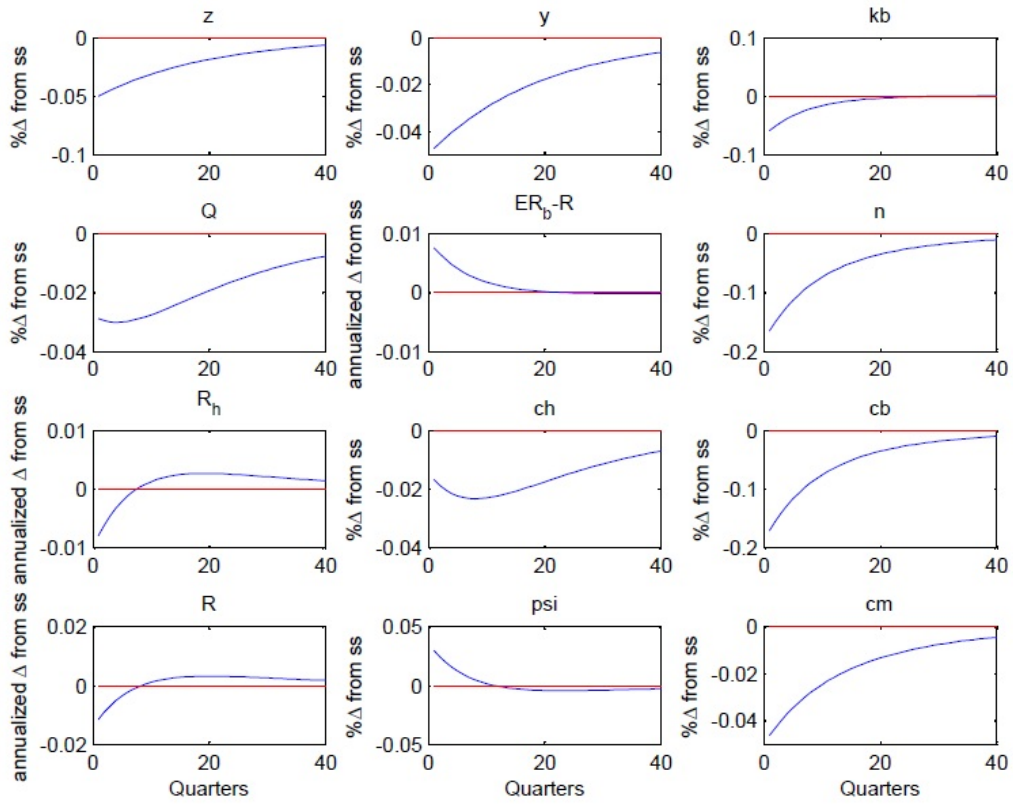 z
%Δ from ss
0
-0.05
-0.1
0 20 40
y
%Δ from ss
0
-0.02
-0.04
0 20 40
kb
%Δ from ss
0.1
0
-0.1
0 20 40
Q
%Δ from ss
0
-0.02
-0.04
0 20 40
ER_b-R
annualized Δ from ss
0.01
0
-0.01
0 20 40
n
%Δ from ss
0
-0.1
-0.2
0 20 40
R_h
annualized Δ from ss
0.01
0
-0.01
0 20 40
ch
%Δ from ss
0
-0.02
-0.04
0 20 40
cb
%Δ from ss
0
-0.1
-0.2
0 20 40
R
annualized Δ from ss
0.02
0
-0.02
0 20 40
Quarters
psi
%Δ from ss
0.05
0
-0.05
0 20 40
Quarters
cm
%Δ from ss
0
-0.02
-0.04
0 20 40
Quarters